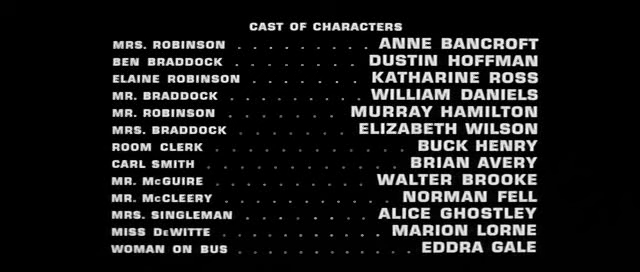 CAST OF CHARACTERS
MRS. ROBINSON . . . . . . . . . ANNE BANCROFT
BEN BRADDOCK . . . . . . . . DUSTIN HOFFMAN
ELAINE ROBINSON . . . . . . . . KATHARINE ROSS
MR. BRADDOCK . . . . . . . . WILLIAM DANIELS
MR. ROBINSON . . . . . . . MURRAY HAMILTON
MRS. BRADDOCK . . . . . . . ELIZABETH WILSON
ROOM CLERK . . . . . . . . . . . BUCK HENRY
CARL SMITH . . . . . . . . . . . BRIAN AVERY
MR. McGUIRE . . . . . . . . . WALTER BROOKE
MR. McCLEERY . . . . . . . . . . NORMAN FELL
MRS. SINGLEMAN . . . . . . . . ALICE GHOSTLEY
MISS DeWITTE . . . . . . . . . . MARION LORNE
WOMAN ON BUS . . . . . . . . . . EDDRA GALE